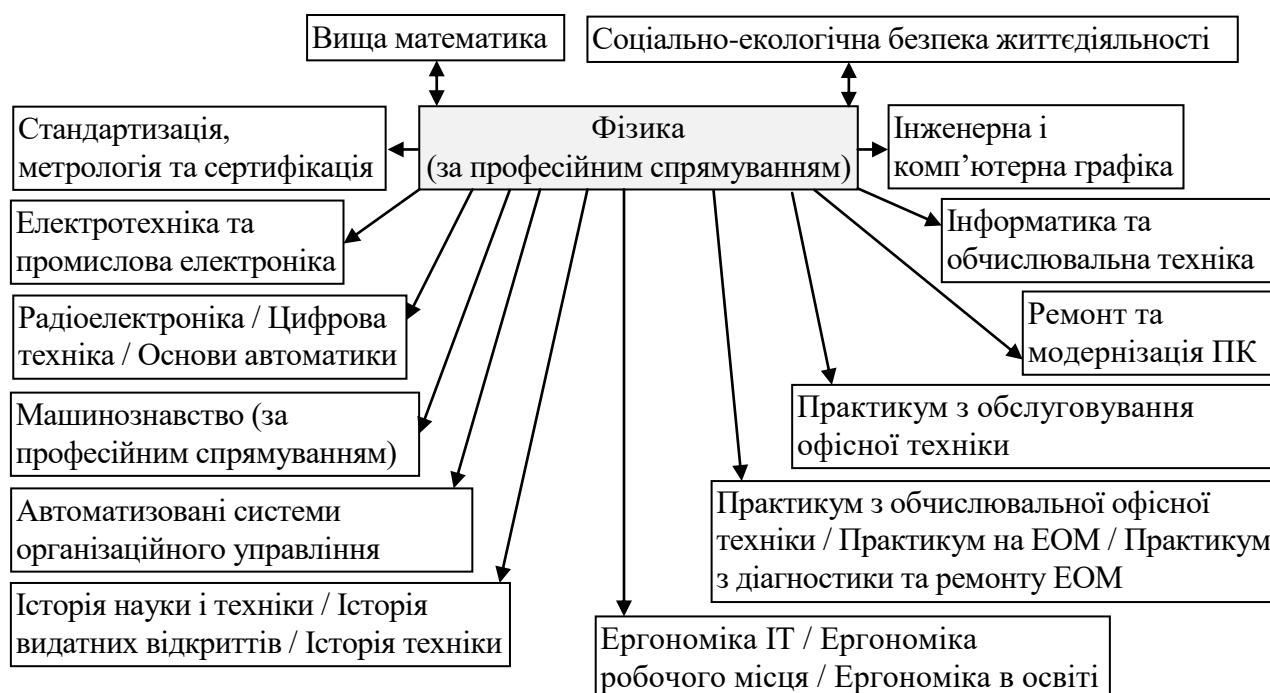 Вища математика
Соціально-екологічна безпека життєдіяльності
Фізика
(за професійним спрямуванням)
Стандартизація,
метрологія та сертифікація
Інженерна і
комп’ютерна графіка
Електротехніка та
промислова електроніка
Інформатика та
обчислювальна техніка
Радіоелектроніка / Цифрова
техніка / Основи автоматики
Ремонт та
модернізація ПК
Машинознавство (за
професійним спрямуванням)
Практикум з обслуговування
офісної техніки
Автоматизовані системи
організаційного управління
Практикум з обчислювальної офісної
техніки / Практикум на ЕОМ / Практикум
з діагностики та ремонту ЕОМ
Історія науки і техніки / Історія
видатних відкриттів / Історія техніки
Ергономіка ІТ / Ергономіка
робочого місця / Ергономіка в освіті